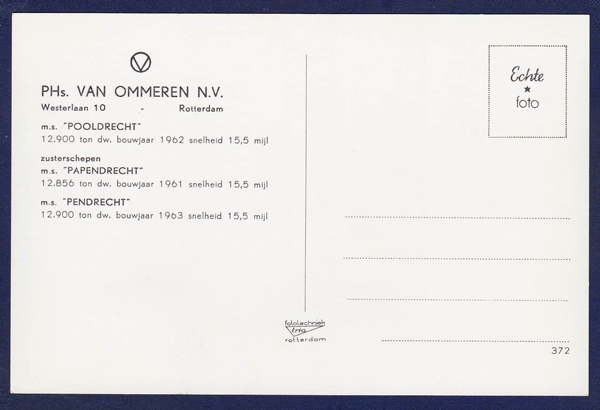 PHs. VAN OMMEREN N.V.
Westerlaan 10 - Rotterdam
m.s. "POOLDRECHT"
12.900 ton dw. bouwjaar 1962 snelheid 15,5 mijl
zusterschepen
m.s. "PAPENDRECHT"
12.856 ton dw. bouwjaar 1961 snelheid 15,5 mijl
m.s. "PENDRECHT"
12.900 ton dw. bouwjaar 1963 snelheid 15,5 mijl
Echte
foto
fototechniek
rotterdam
372